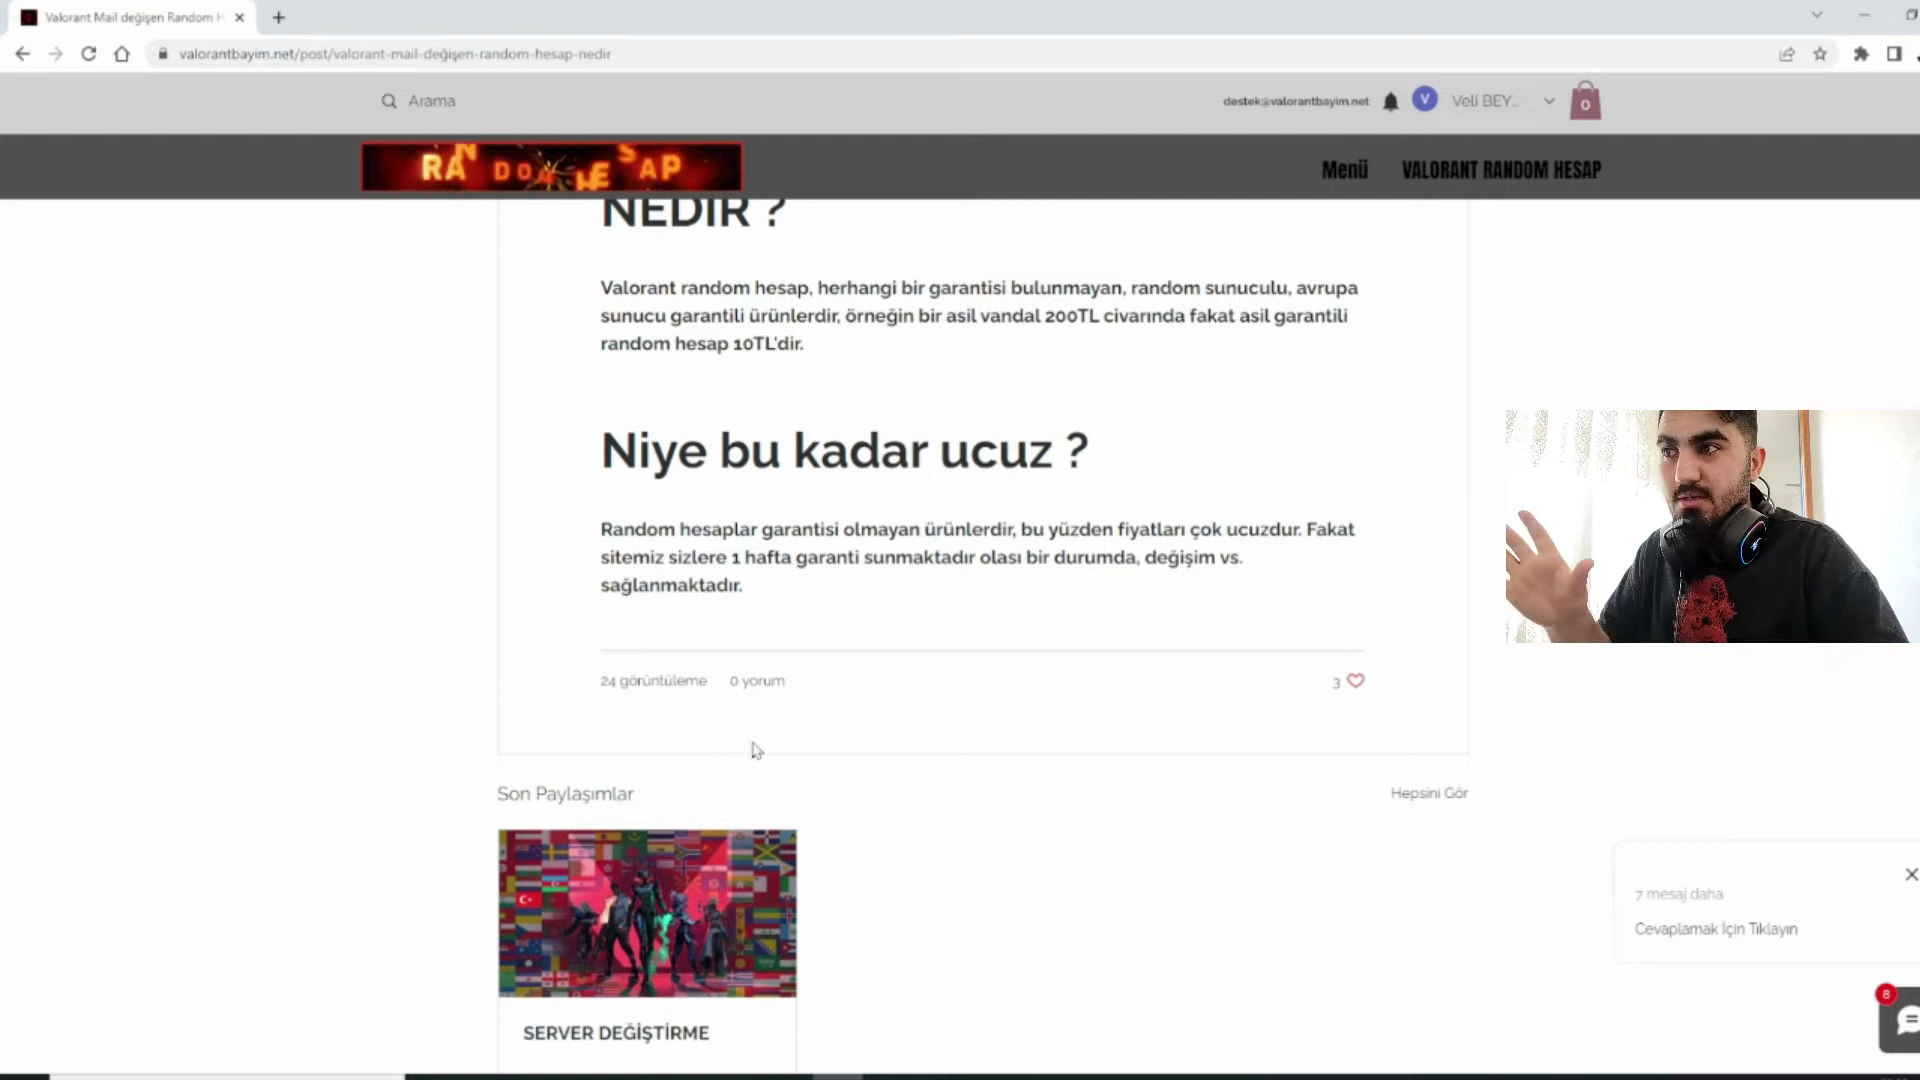 Valorant Mail değişen Random H
valorantbayim.net/post/valorant-mail-değişen-random-hesap-nedir
Arama
destek@valorantbayim.net
V
Veli BEY...
0
RANDOM HESAP
Menü
VALORANT RANDOM HESAP
NEDİR ?
Valorant random hesap, herhangi bir garantisi bulunmayan, random sunuculu, avrupa
sunucu garantili ürünlerdir, örneğin bir asil vandal 200TL civarında fakat asil garantili
random hesap 10TL'dir.
Niye bu kadar ucuz ?
Random hesaplar garantisi olmayan ürünlerdir, bu yüzden fiyatları çok ucuzdur. Fakat
sitemiz sizlere 1 hafta garanti sunmaktadır olası bir durumda, değişim vs.
sağlanmaktadır.
24 görüntüleme
0 yorum
3
Son Paylaşımlar
Hepsini Gör
7 mesaj daha
Cevaplamak İçin Tıklayın
8
SERVER DEĞİŞTİRME